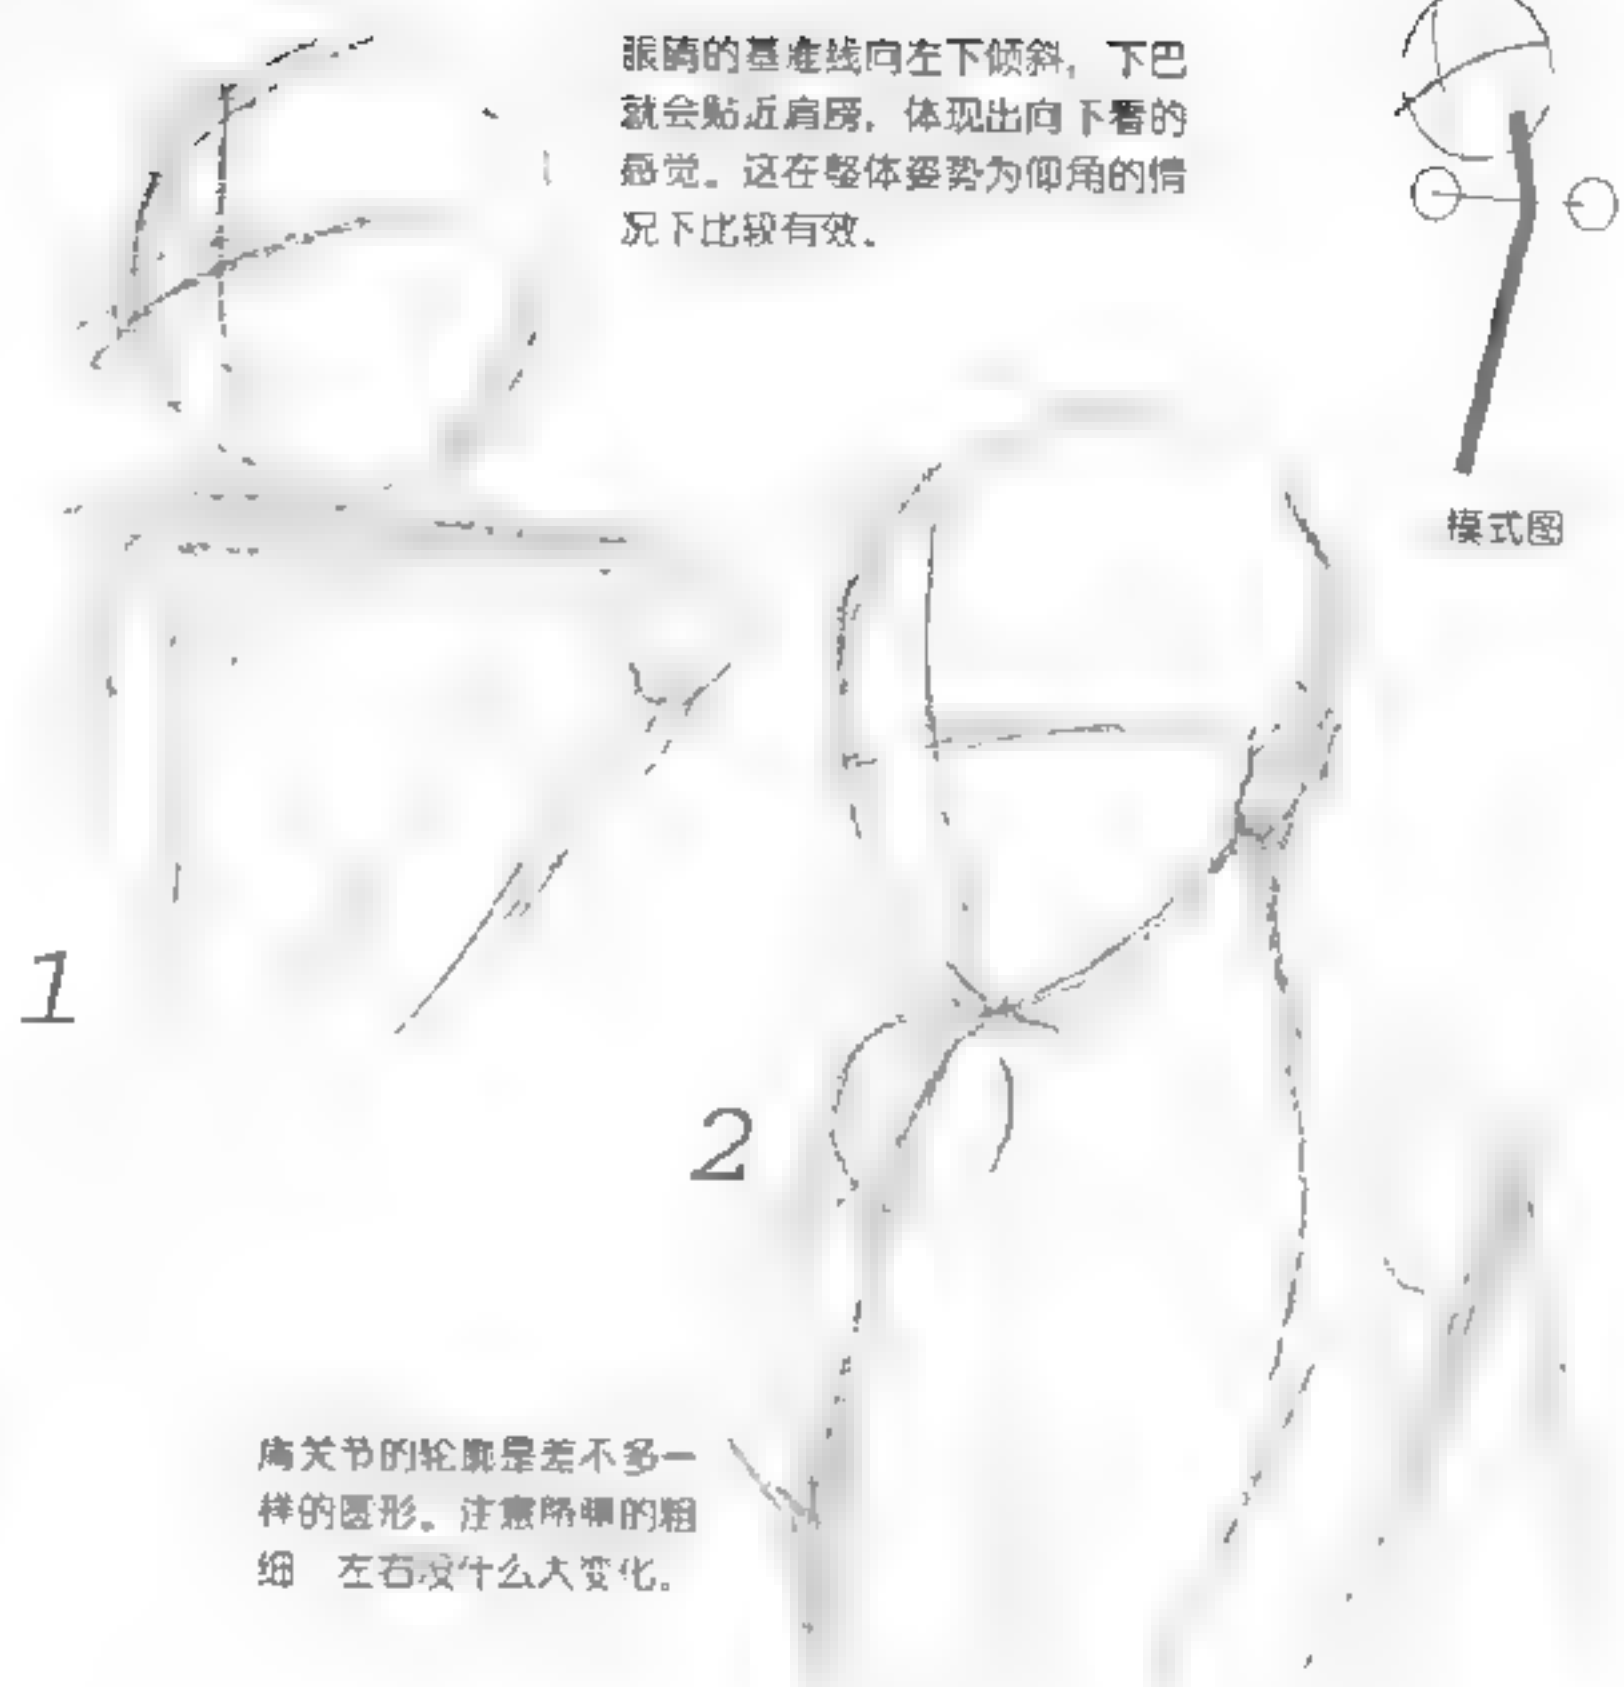 眼睛的基准线向左下倾斜，下巴
就会贴近肩膀，体现出向下看的
感觉。这在整体姿势为仰角的情
况下比较有效。
模式图
1
2
肩关节的轮廓是差不多一
样的圆形。注意胳膊的粗
细 左右没什么大变化。